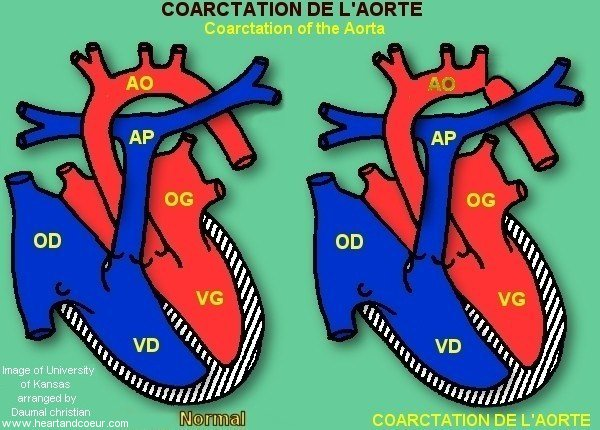 COARCTATION DE L'AORTE
Coarctation of the Aorta
AO
AP
OG
OD
VG
VD
AO
AP
OG
OD
VG
VD
Image of University
of Kansas
arranged by
Daumal christian
www.heartandcoeur.com
Normal
COARCTATION DE L'AORTE